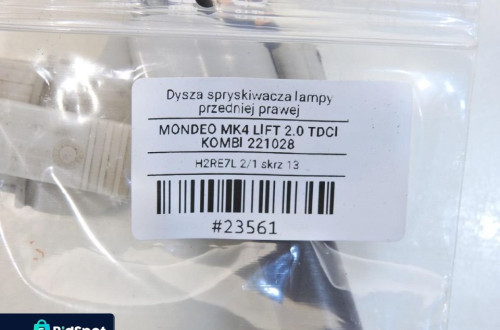 Dysza spryskiwacza lampy
przedniej prawej
MONDEO MK4 LIFT 2.0 TDCI
KOMBI 221028
H2RE7L 2/1 skrz 13
#23561